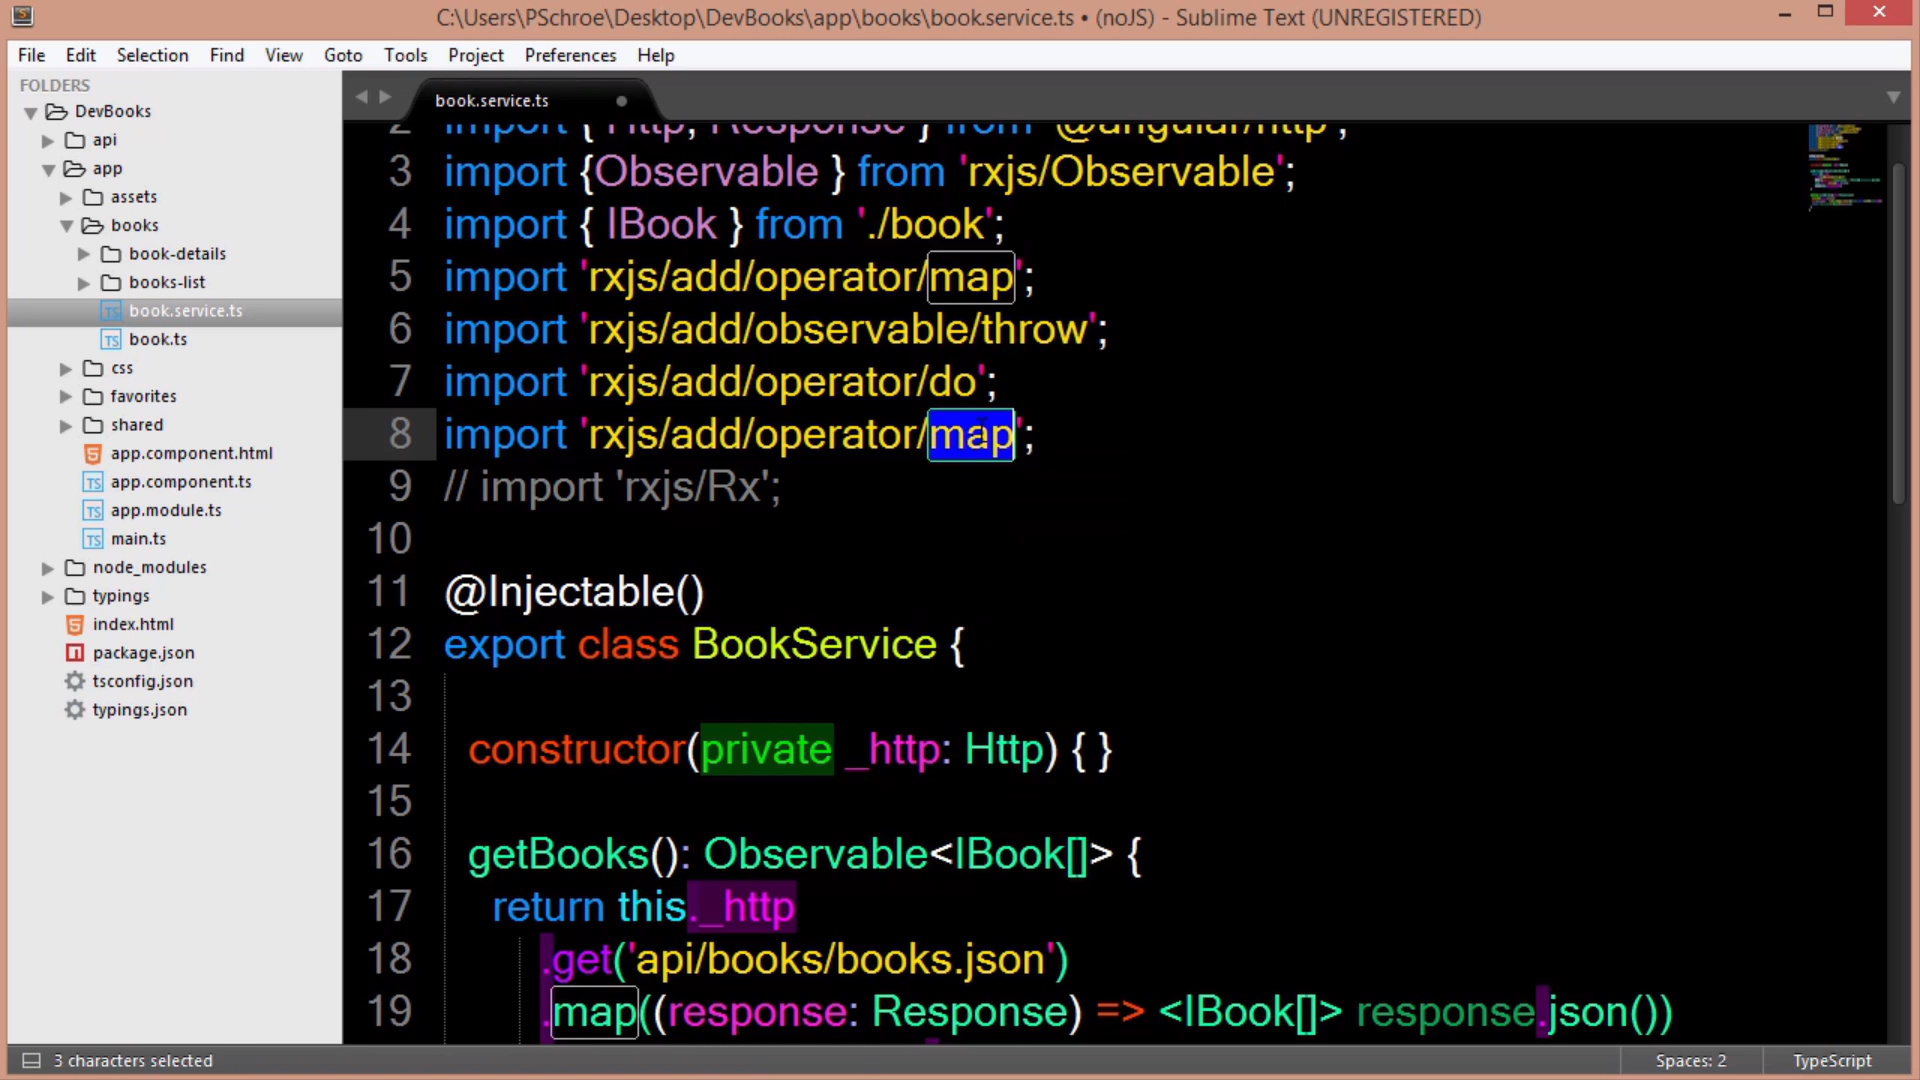 C:\Users\PSchroe\Desktop\DevBooks\app\books\book.service.ts • (noJS) - Sublime Text (UNREGISTERED)
File Edit Selection Find View Goto Tools Project Preferences Help
FOLDERS
DevBooks
api
app
assets
books
book-details
books-list
book.service.ts
book.ts
css
favorites
shared
app.component.html
app.component.ts
app.module.ts
main.ts
node_modules
typings
index.html
package.json
tsconfig.json
typings.json
book.service.ts
2 import { Http, Response } from '@angular/http';
3 import {Observable } from 'rxjs/Observable';
4 import { IBook } from './book';
5 import 'rxjs/add/operator/map';
6 import 'rxjs/add/observable/throw';
7 import 'rxjs/add/operator/do';
8 import 'rxjs/add/operator/map';
9 // import 'rxjs/Rx';
10
11 @Injectable()
12 export class BookService {
13
14 constructor(private _http: Http) { }
15
16 getBooks(): Observable<IBook[]> {
17 return this._http
18 .get('api/books/books.json')
19 .map((response: Response) => <IBook[]> response.json())
3 characters selected
Spaces: 2
TypeScript